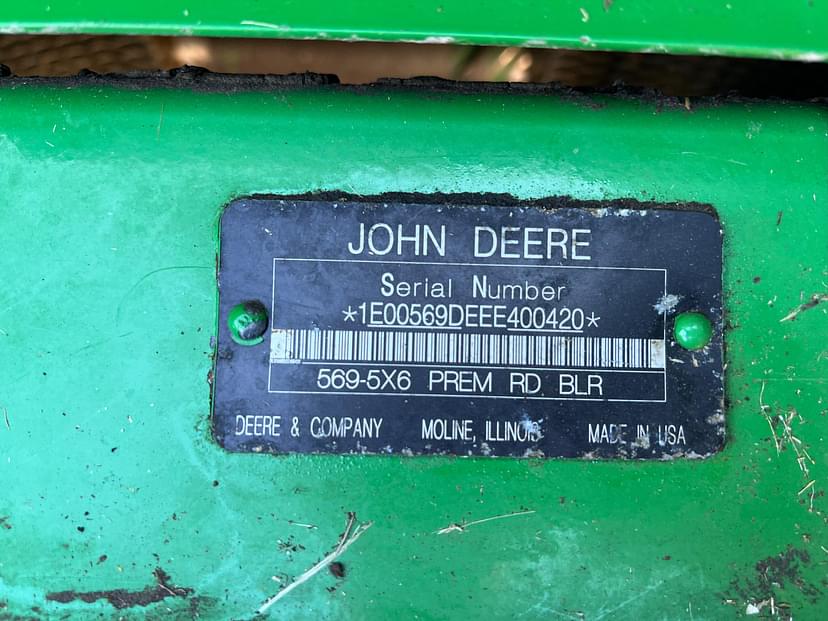 JOHN DEERE
Serial Number
*1E00569DEEE400420*
569-5X6 PREM RD BLR
DEERE & COMPANY MOLINE, ILLINOIS MADE IN USA